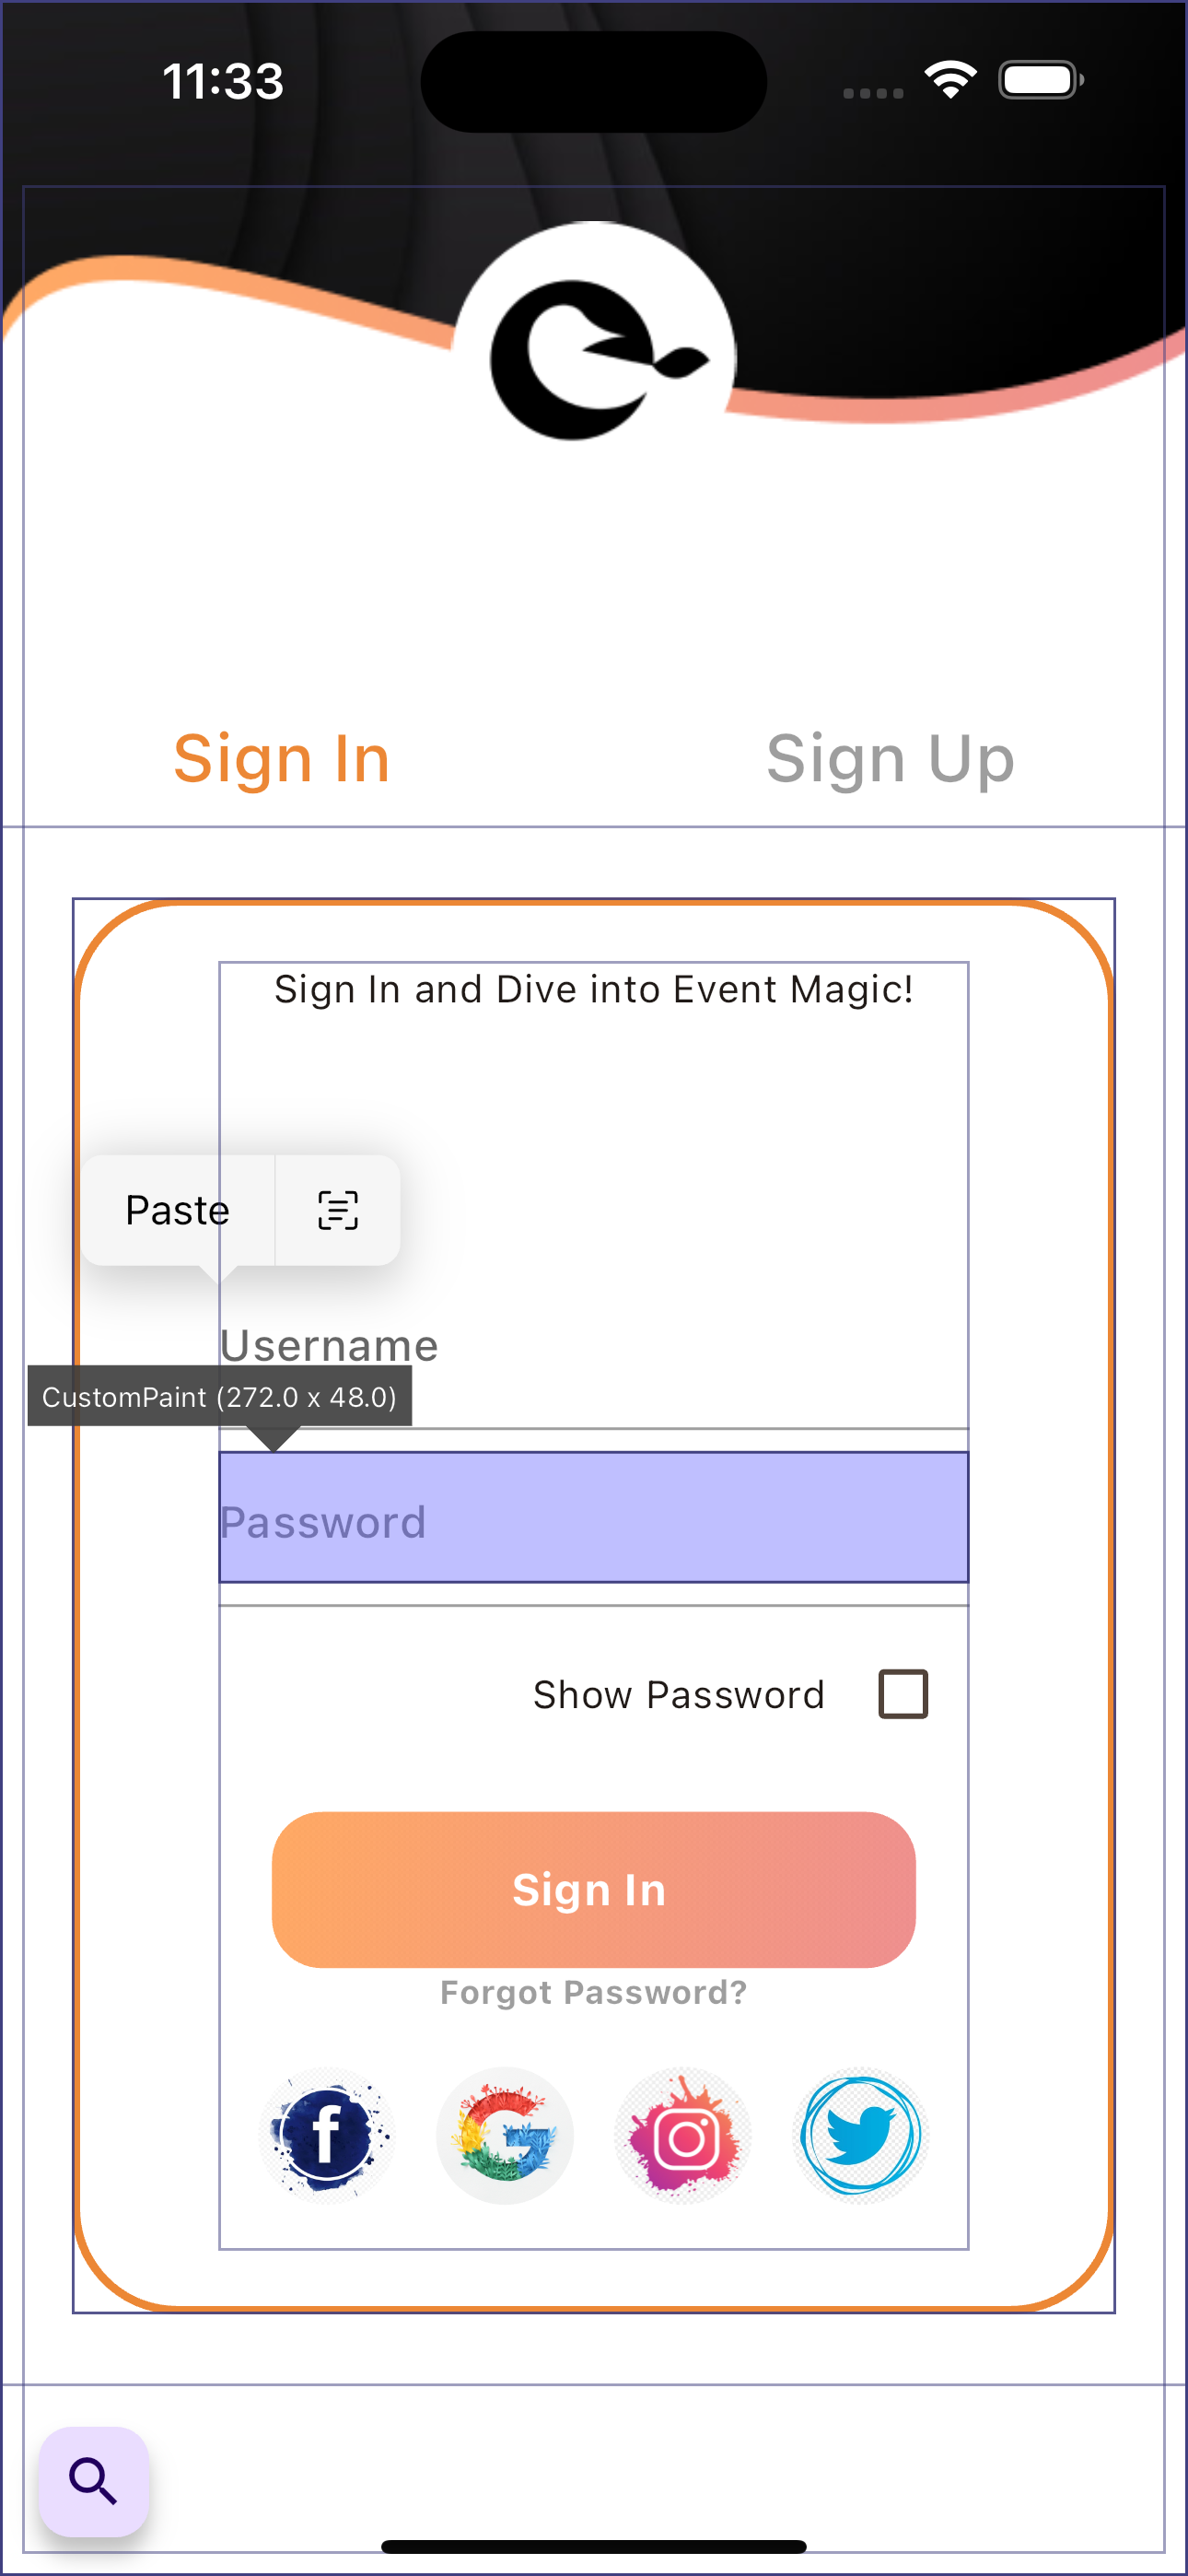 11:33
Sign In
Sign Up
Sign In and Dive into Event Magic!
Paste
Username
CustomPaint (272.0 x 48.0)
Password
Show Password
Sign In
Forgot Password?